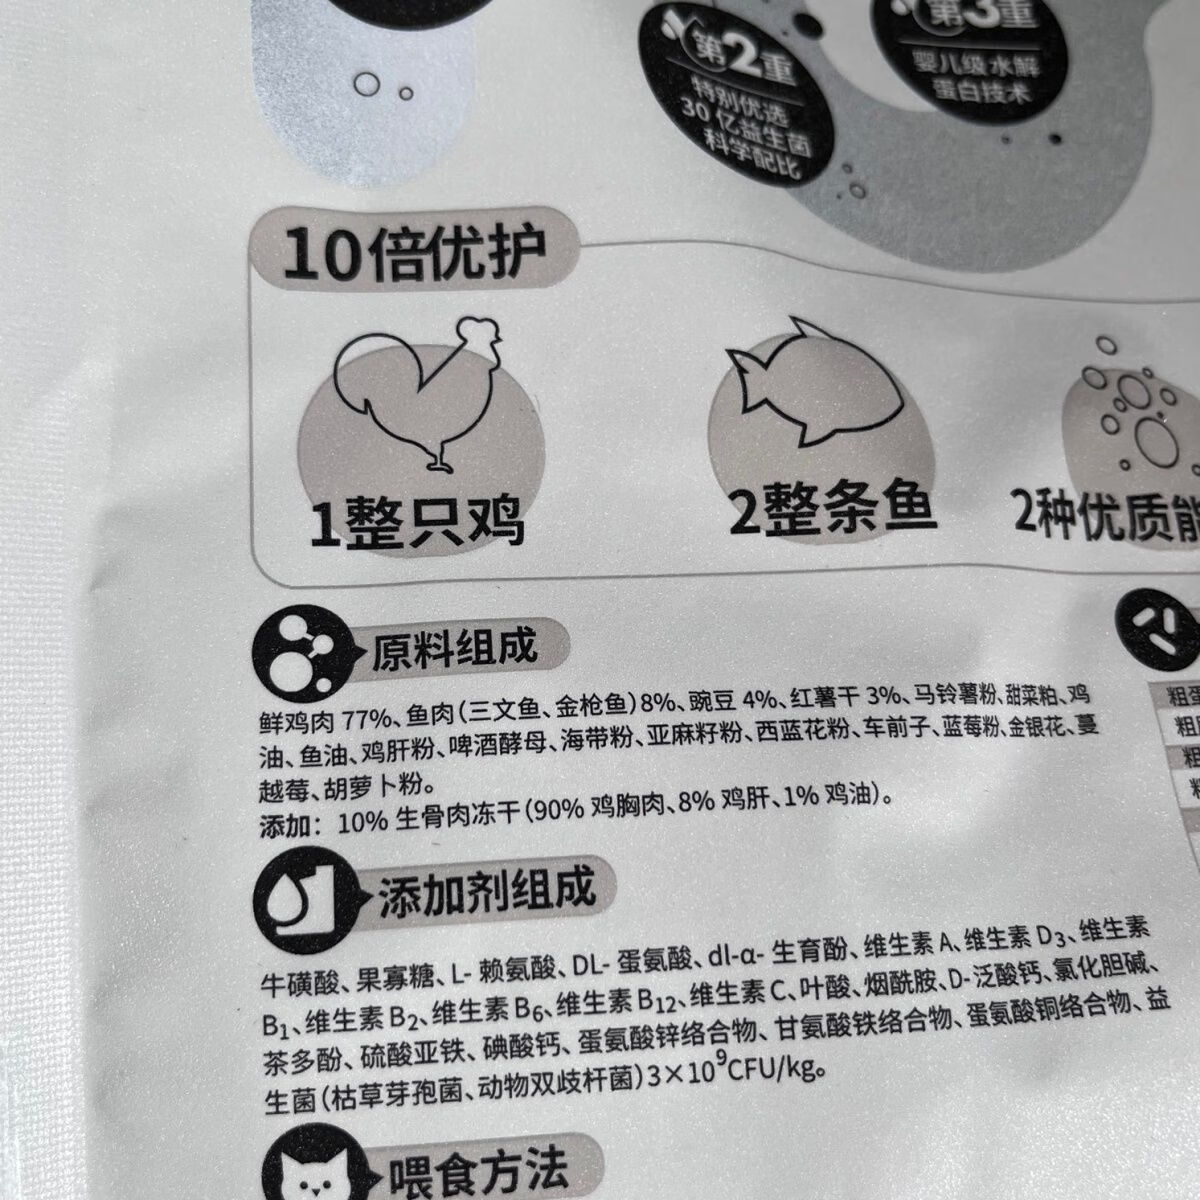 第2重
特别优选
30亿益生菌
科学配比
第3重
婴儿级水解
蛋白技术
10倍优护
1整只鸡
2整条鱼
2种优质能
原料组成
鲜鸡肉 77%、鱼肉(三文鱼、金枪鱼)8%、豌豆 4%、红薯干 3%、马铃薯粉、甜菜粕、鸡
油、鱼油、鸡肝粉、啤酒酵母、海带粉、亚麻籽粉、西蓝花粉、车前子、蓝莓粉、金银花、蔓
越莓、胡萝卜粉。
添加：10% 生骨肉冻干(90% 鸡胸肉、8% 鸡肝、1% 鸡油)。
添加剂组成
牛磺酸、果寡糖、L- 赖氨酸、DL- 蛋氨酸、dl-α- 生育酚、维生素 A、维生素 D₃、维生素
B₁、维生素 B₂、维生素 B₆、维生素 B₁₂、维生素 C、叶酸、烟酰胺、D-泛酸钙、氯化胆碱、
茶多酚、硫酸亚铁、碘酸钙、蛋氨酸锌络合物、甘氨酸铁络合物、蛋氨酸铜络合物、益
生菌(枯草芽孢菌、动物双歧杆菌)3×10⁹CFU/kg。
喂食方法
粗蛋
粗
粗